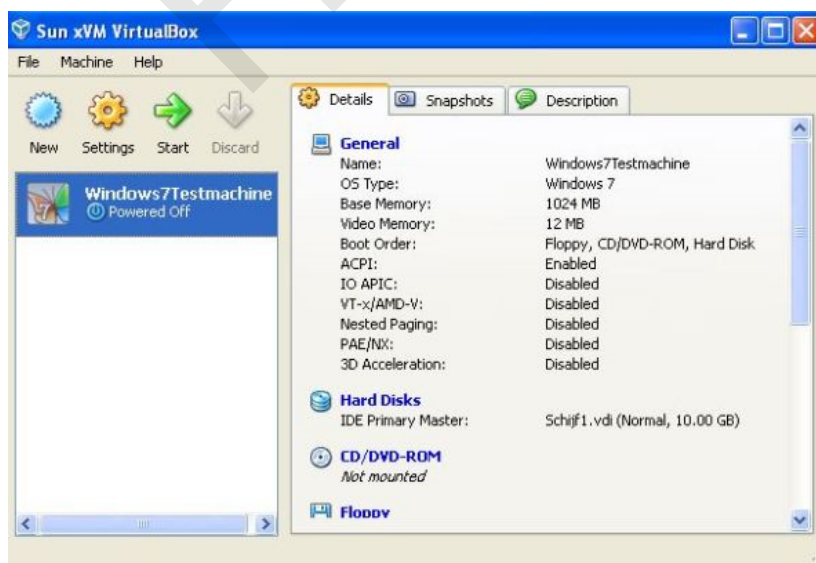 Sun xVM VirtualBox
File Machine Help
New Settings Start Discard
Windows7Testmachine
Powered Off
Details Snapshots Description
General
Name: Windows7Testmachine
OS Type: Windows 7
Base Memory: 1024 MB
Video Memory: 12 MB
Boot Order: Floppy, CD/DVD-ROM, Hard Disk
ACPI: Enabled
IO APIC: Disabled
VT-x/AMD-V: Disabled
Nested Paging: Disabled
PAE/NX: Disabled
3D Acceleration: Disabled
Hard Disks
IDE Primary Master: Schijf1.vdi (Normal, 10.00 GB)
CD/DVD-ROM
Not mounted
Floppy